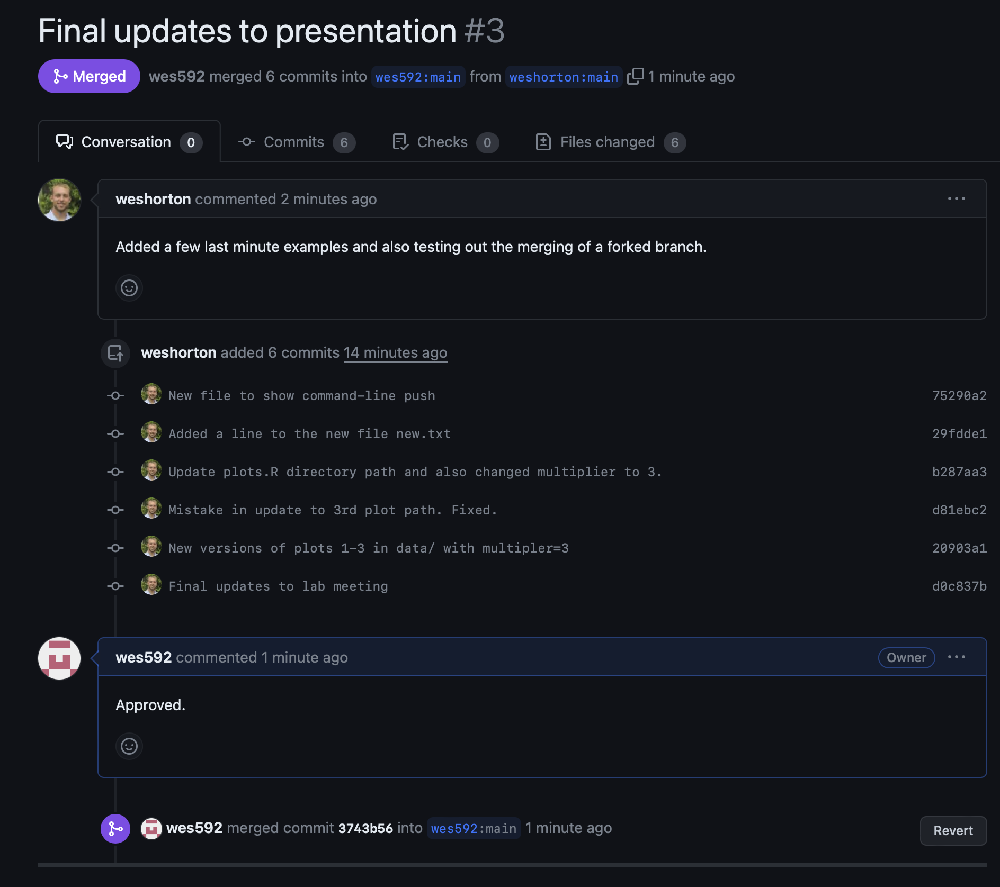 Final updates to presentation #3
Merged wes592 merged 6 commits into wes592:main from weshorton:main 1 minute ago
Conversation 0 Commits 6 Checks 0 Files changed 6
weshorton commented 2 minutes ago
Added a few last minute examples and also testing out the merging of a forked branch.
weshorton added 6 commits 14 minutes ago
New file to show command-line push 75290a2
Added a line to the new file new.txt 29fdde1
Update plots.R directory path and also changed multiplier to 3. b287aa3
Mistake in update to 3rd plot path. Fixed. d81ebc2
New versions of plots 1-3 in data/ with multipler=3 20903a1
Final updates to lab meeting d0c837b
wes592 commented 1 minute ago Owner
Approved.
wes592 merged commit 3743b56 into wes592:main 1 minute ago Revert